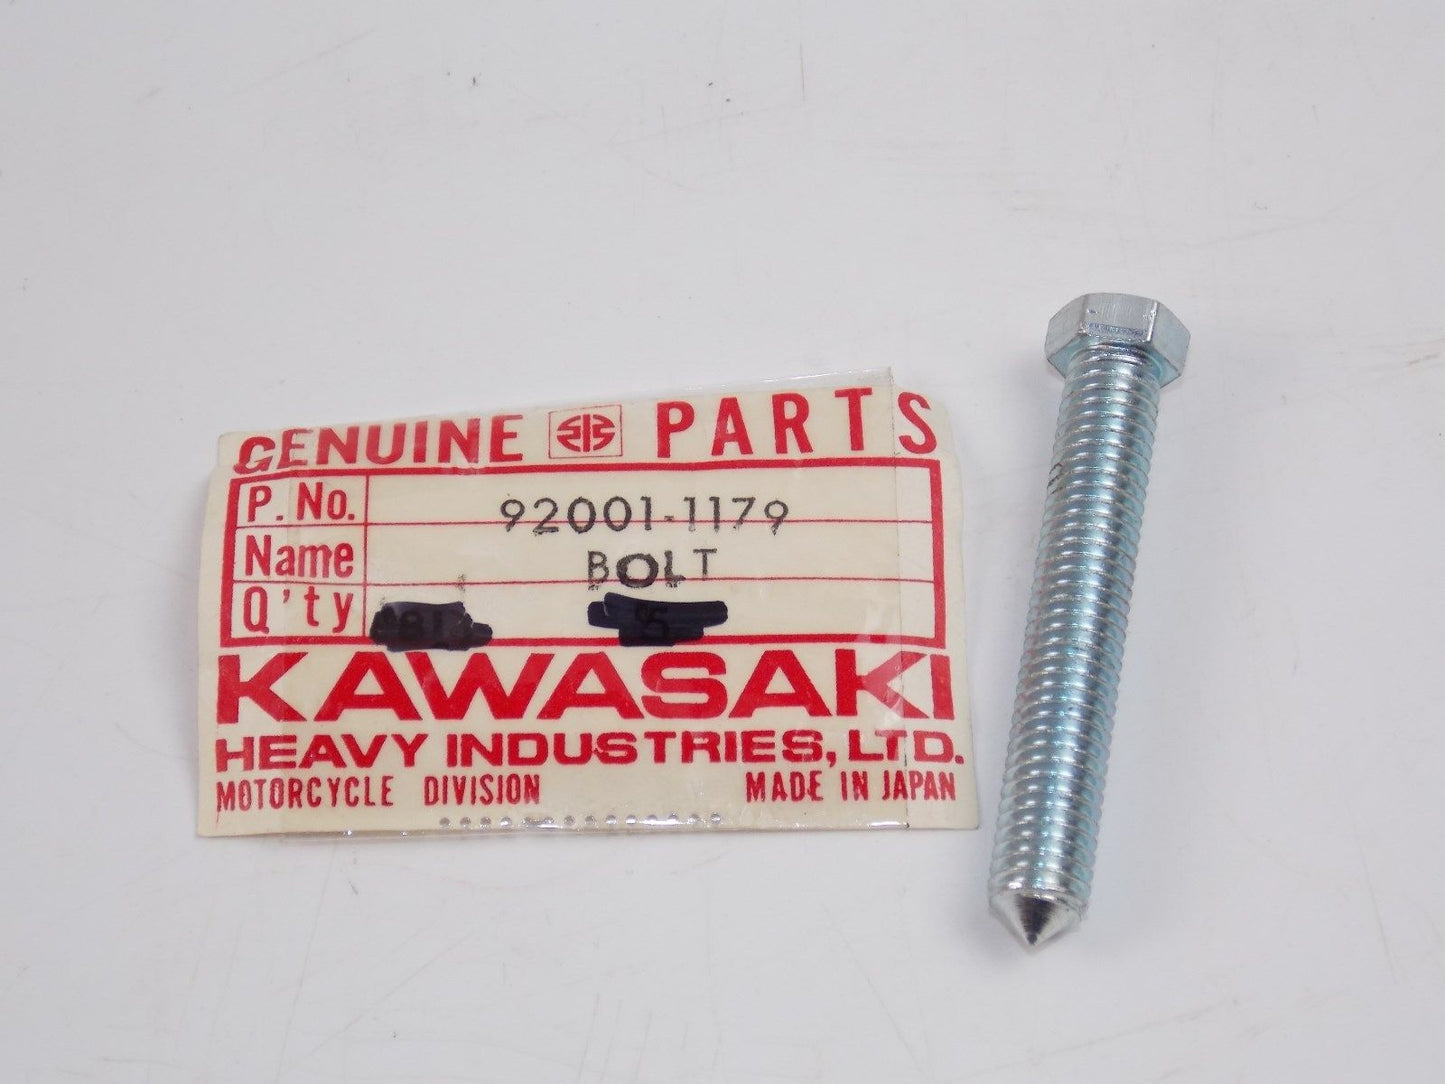 GENUINE PARTS
P. No. 92001-1179
Name BOLT
Q'ty
KAWASAKI
HEAVY INDUSTRIES, LTD.
MOTORCYCLE DIVISION MADE IN JAPAN